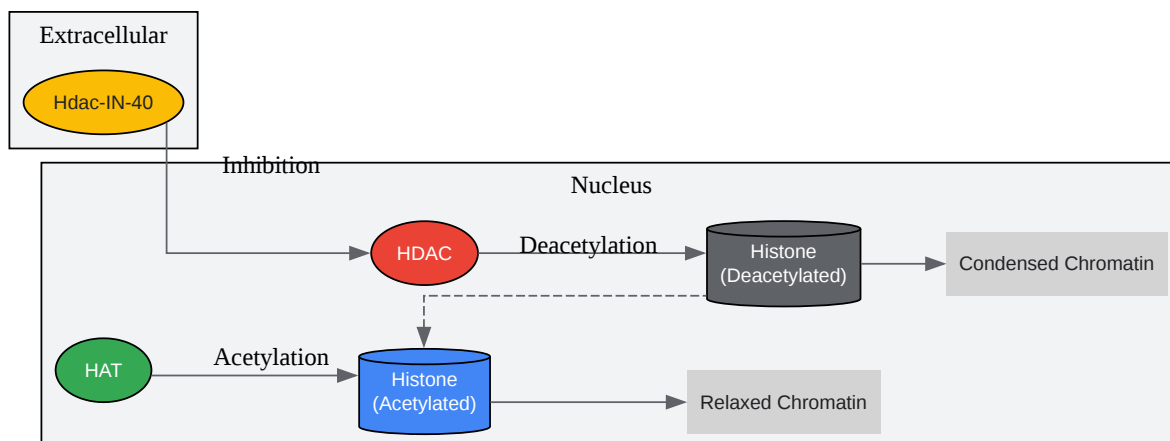 Extracellular
Hdac-IN-40
Inhibition
Nucleus
HDAC
Deacetylation
Histone
(Deacetylated)
Condensed Chromatin
HAT
Acetylation
Histone
(Acetylated)
Relaxed Chromatin